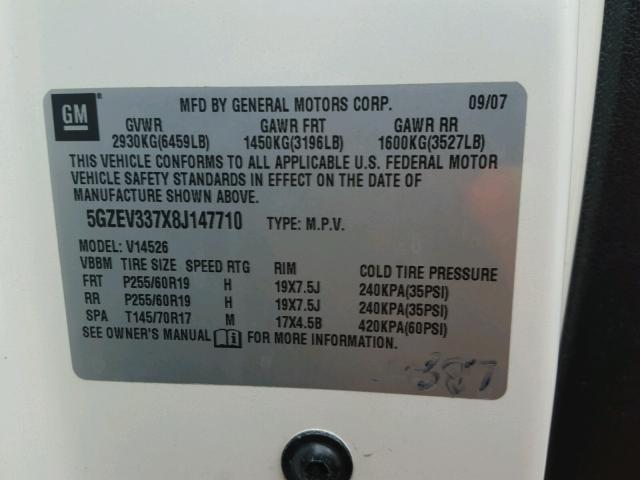 GM
MFD BY GENERAL MOTORS CORP. 09/07
GVWR GAWR FRT GAWR RR
2930KG(6459LB) 1450KG(3196LB) 1600KG(3527LB)
THIS VEHICLE CONFORMS TO ALL APPLICABLE U.S. FEDERAL MOTOR
VEHICLE SAFETY STANDARDS IN EFFECT ON THE DATE OF
MANUFACTURE SHOWN ABOVE.
5GZEV337X8J147710 TYPE: M.P.V.
MODEL: V14526
VBBM TIRE SIZE SPEED RTG RIM COLD TIRE PRESSURE
FRT P255/60R19 H 19X7.5J 240KPA(35PSI)
RR P255/60R19 H 19X7.5J 240KPA(35PSI)
SPA T145/70R17 M 17X4.5B 420KPA(60PSI)
SEE OWNER'S MANUAL FOR MORE INFORMATION.
387